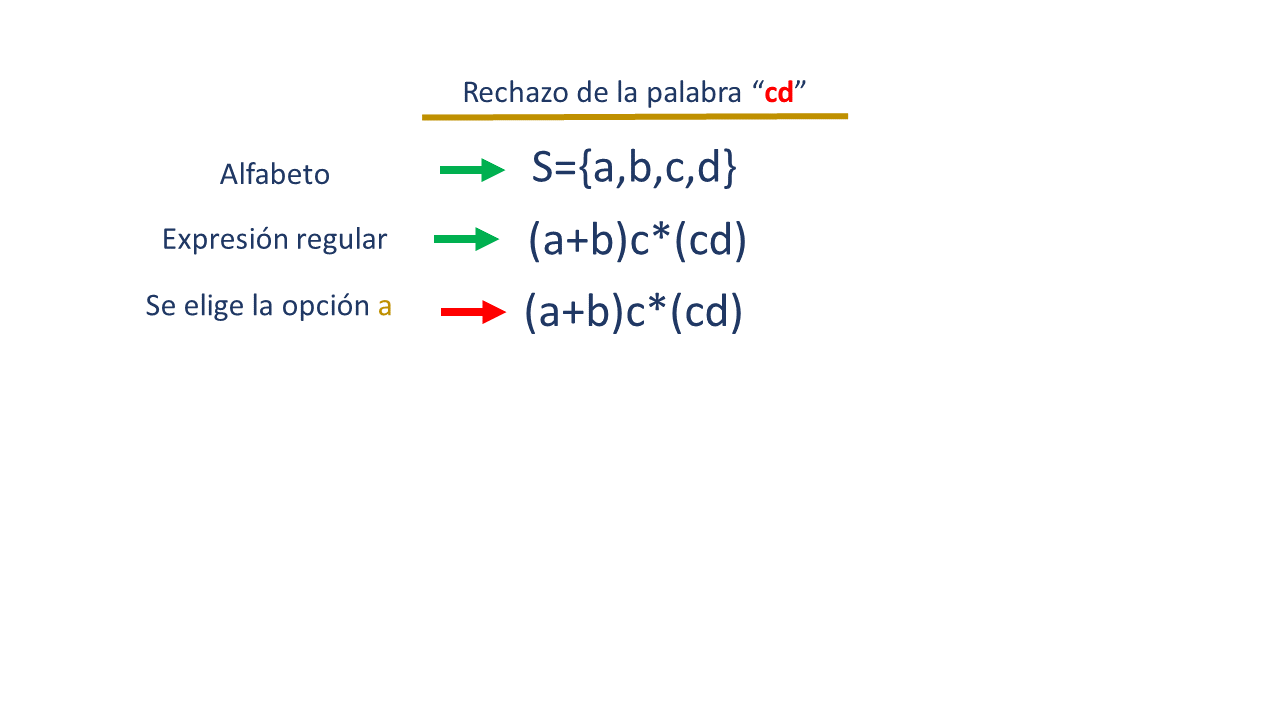 Rechazo de la palabra “cd”
Alfabeto S={a,b,c,d}
Expresión regular (a+b)c*(cd)
Se elige la opción a (a+b)c*(cd)